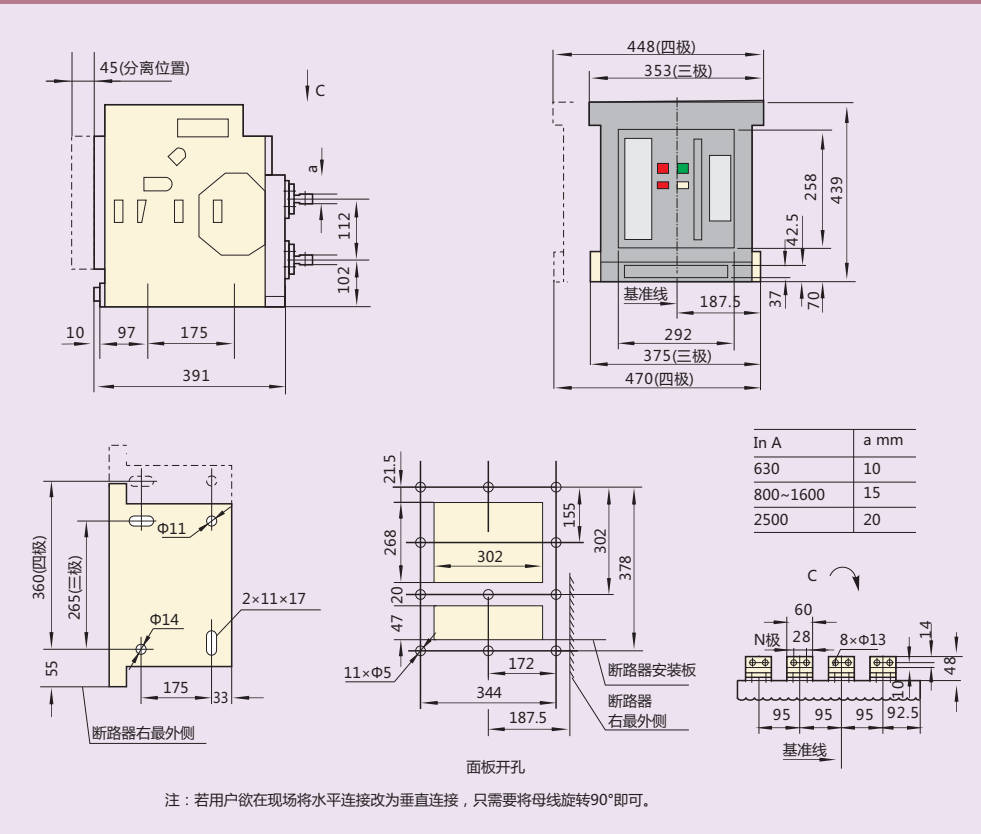 45(分离位置)
C
a
112
102
10
97
175
391
448(四极)
353(三极)
258
439
42.5
基准线
187.5
37
70
292
375(三极)
470(四极)
360(四极)
265(三极)
Φ11
Φ14
2×11×17
55
175
33
断路器右最外侧
21.5
268
302
20
47
155
302
378
11×Φ5
172
344
187.5
断路器安装板
断路器
右最外侧
面板开孔
In A a mm
630 10
800~1600 15
2500 20
C
60
N极
28
8×Φ13
14
48
10
95
95
95
92.5
基准线
注：若用户欲在现场将水平连接改为垂直连接，只需要将母线旋转90°即可。